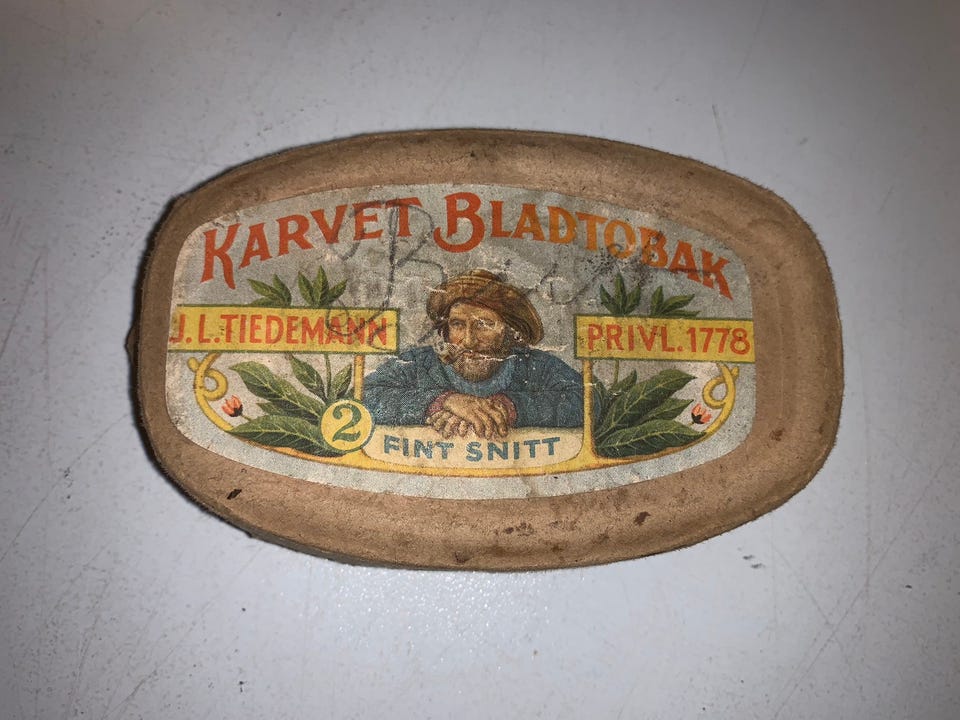 KARVET BLADTOBAK
J. L. TIEDEMANN
PRIVL. 1778
2
FINT SNITT